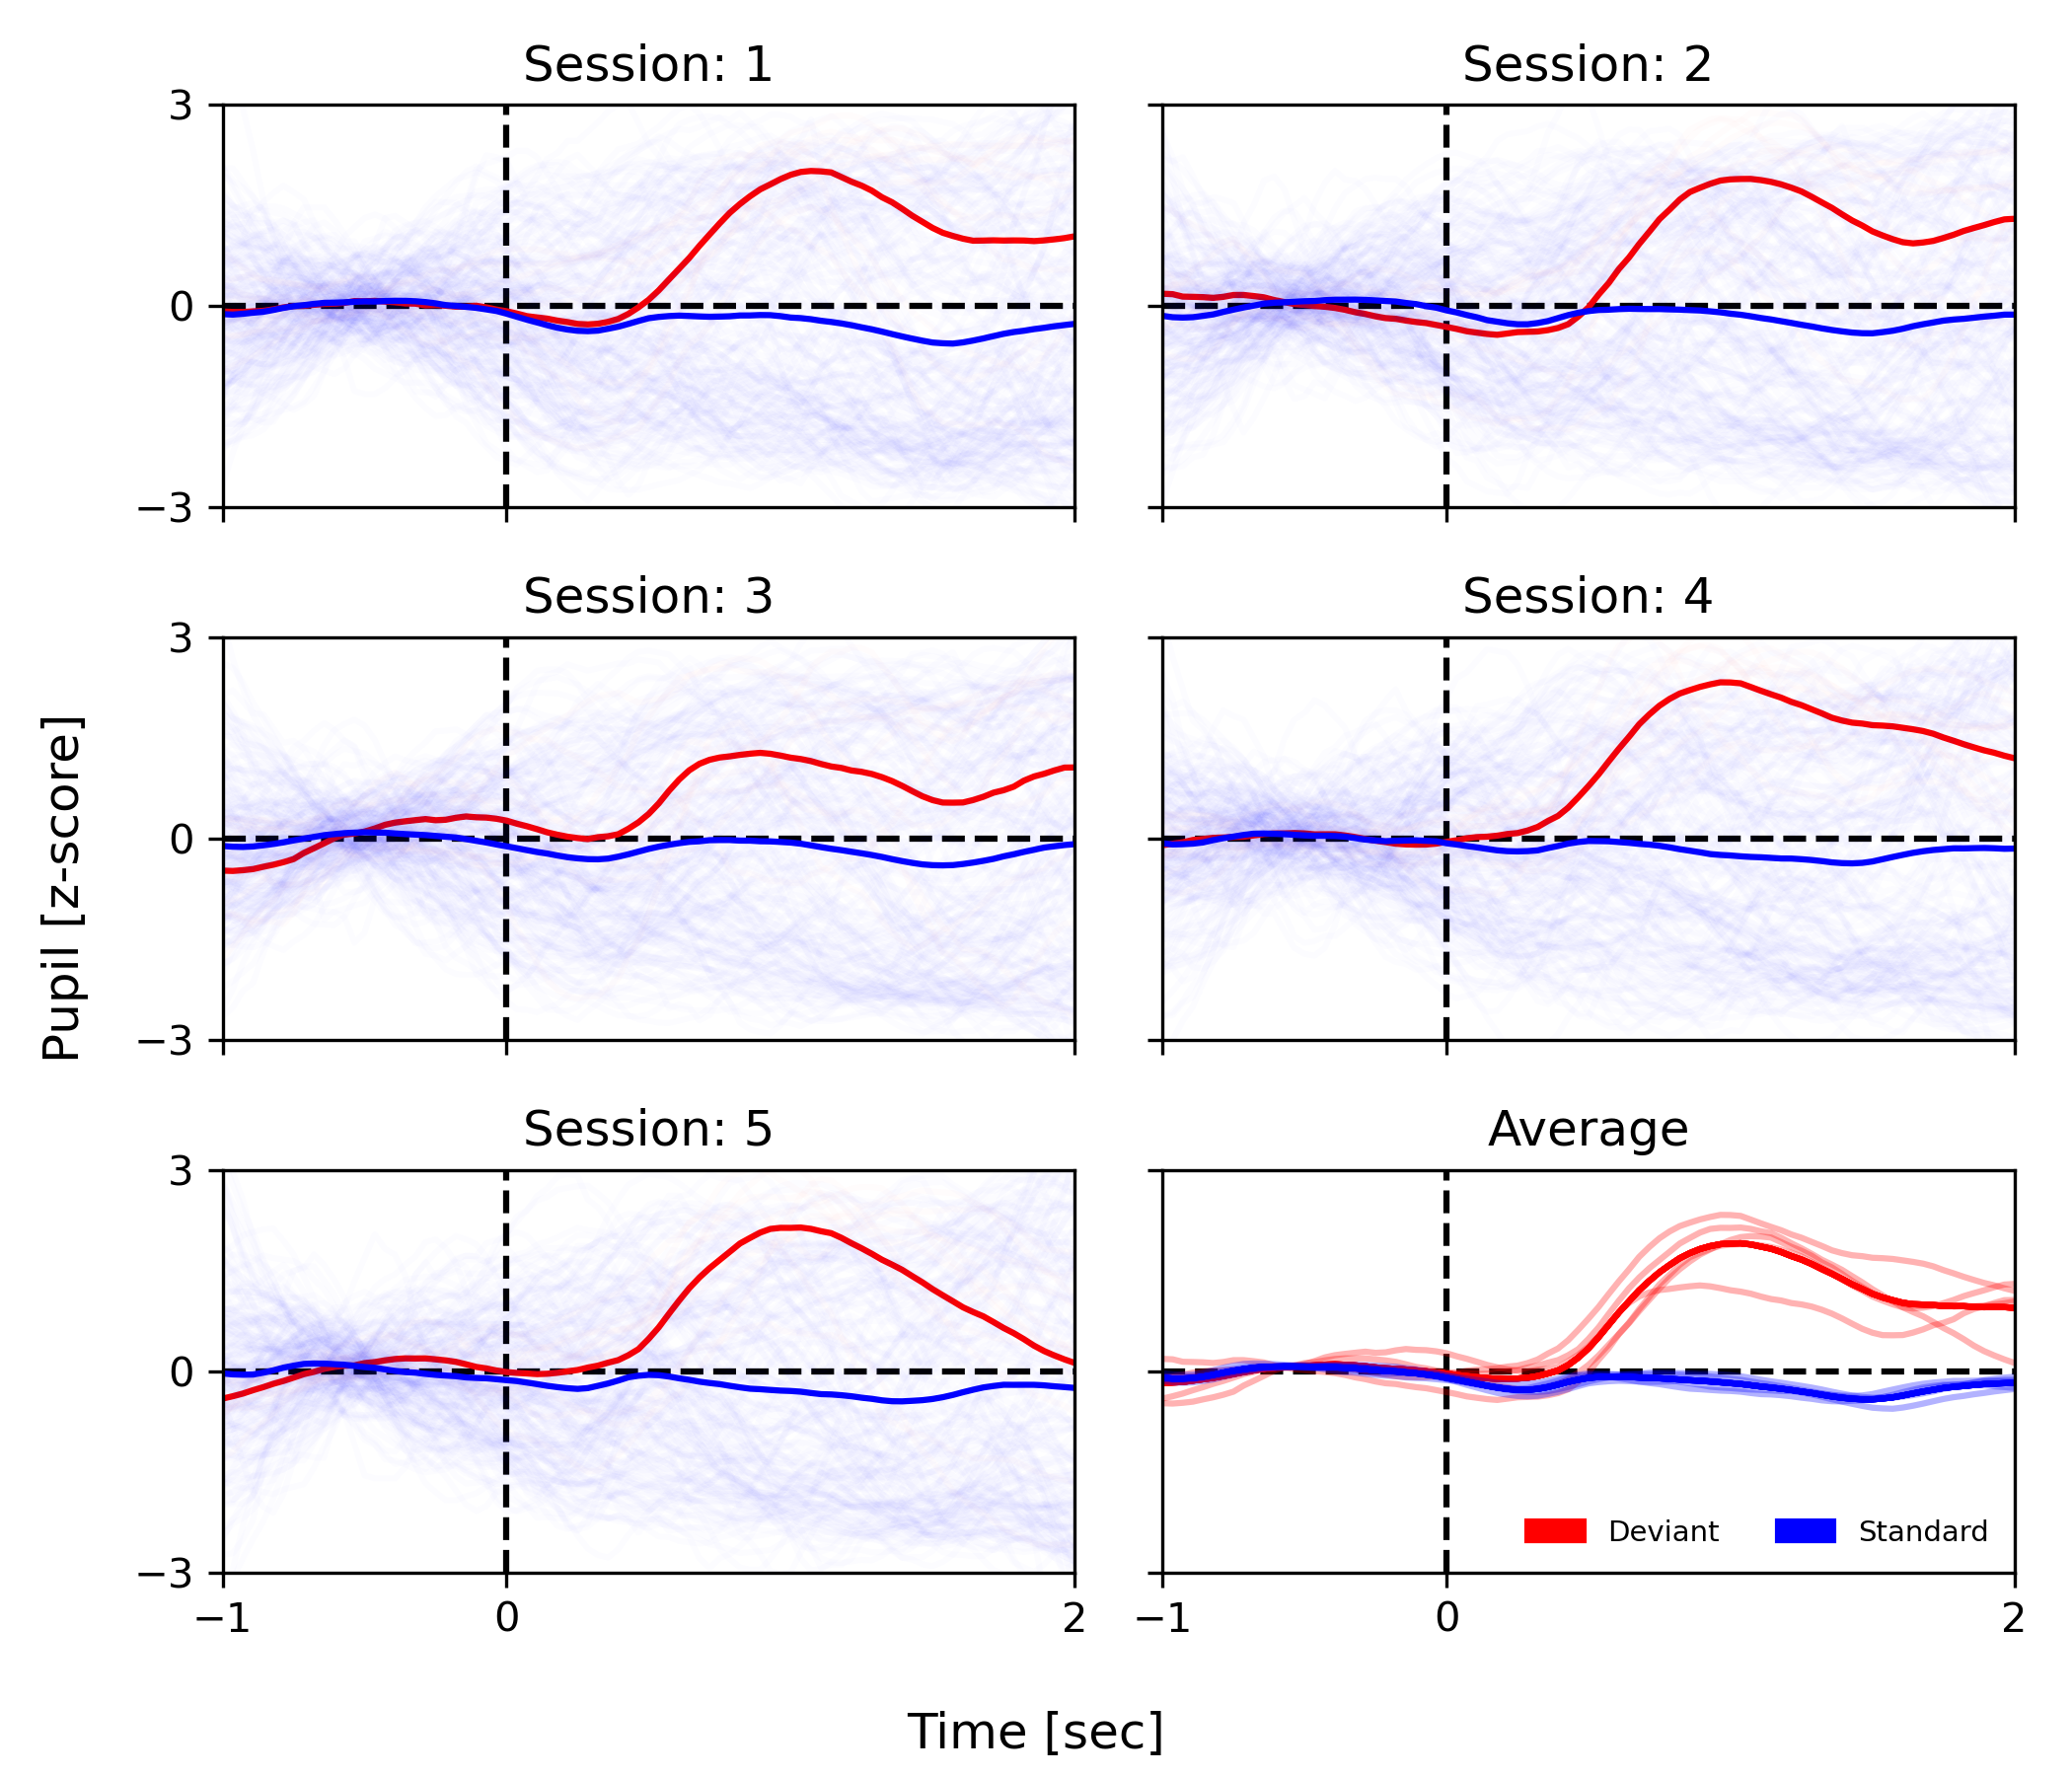 Session: 1
Session: 2
3
0
−3
Session: 3
Session: 4
3
0
−3
Pupil [z-score]
Session: 5
Average
3
0
−3
Deviant
Standard
−1
0
2
−1
0
2
Time [sec]